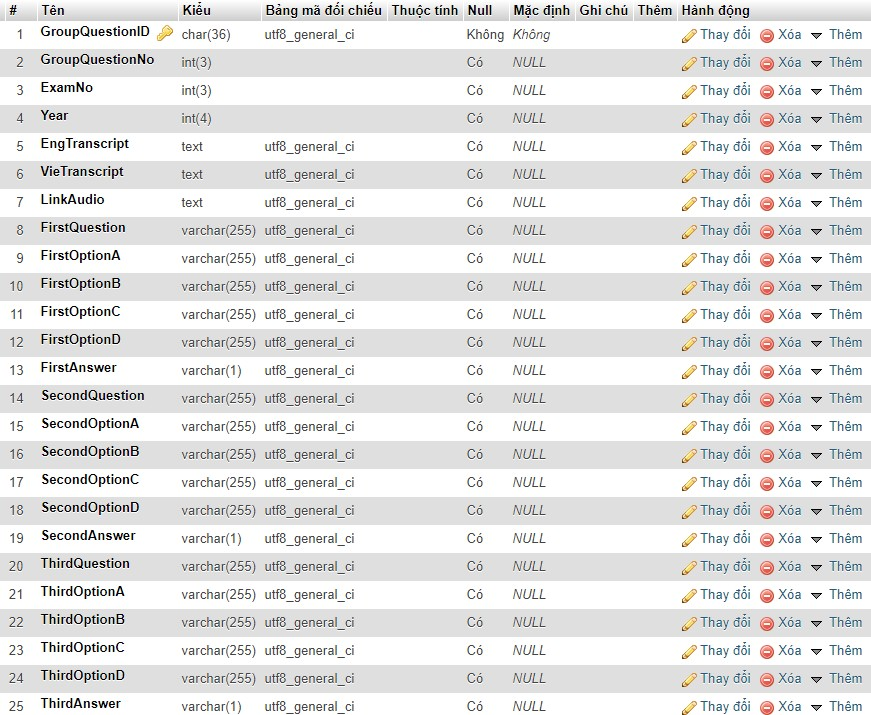 # Tên Kiểu Bảng mã đối chiếu Thuộc tính Null Mặc định Ghi chú Thêm Hành động
1 GroupQuestionID char(36) utf8_general_ci Không Không Thay đổi Xóa Thêm
2 GroupQuestionNo int(3) Có NULL Thay đổi Xóa Thêm
3 ExamNo int(3) Có NULL Thay đổi Xóa Thêm
4 Year int(4) Có NULL Thay đổi Xóa Thêm
5 EngTranscript text utf8_general_ci Có NULL Thay đổi Xóa Thêm
6 VieTranscript text utf8_general_ci Có NULL Thay đổi Xóa Thêm
7 LinkAudio text utf8_general_ci Có NULL Thay đổi Xóa Thêm
8 FirstQuestion varchar(255) utf8_general_ci Có NULL Thay đổi Xóa Thêm
9 FirstOptionA varchar(255) utf8_general_ci Có NULL Thay đổi Xóa Thêm
10 FirstOptionB varchar(255) utf8_general_ci Có NULL Thay đổi Xóa Thêm
11 FirstOptionC varchar(255) utf8_general_ci Có NULL Thay đổi Xóa Thêm
12 FirstOptionD varchar(255) utf8_general_ci Có NULL Thay đổi Xóa Thêm
13 FirstAnswer varchar(1) utf8_general_ci Có NULL Thay đổi Xóa Thêm
14 SecondQuestion varchar(255) utf8_general_ci Có NULL Thay đổi Xóa Thêm
15 SecondOptionA varchar(255) utf8_general_ci Có NULL Thay đổi Xóa Thêm
16 SecondOptionB varchar(255) utf8_general_ci Có NULL Thay đổi Xóa Thêm
17 SecondOptionC varchar(255) utf8_general_ci Có NULL Thay đổi Xóa Thêm
18 SecondOptionD varchar(255) utf8_general_ci Có NULL Thay đổi Xóa Thêm
19 SecondAnswer varchar(1) utf8_general_ci Có NULL Thay đổi Xóa Thêm
20 ThirdQuestion varchar(255) utf8_general_ci Có NULL Thay đổi Xóa Thêm
21 ThirdOptionA varchar(255) utf8_general_ci Có NULL Thay đổi Xóa Thêm
22 ThirdOptionB varchar(255) utf8_general_ci Có NULL Thay đổi Xóa Thêm
23 ThirdOptionC varchar(255) utf8_general_ci Có NULL Thay đổi Xóa Thêm
24 ThirdOptionD varchar(255) utf8_general_ci Có NULL Thay đổi Xóa Thêm
25 ThirdAnswer varchar(1) utf8_general_ci Có NULL Thay đổi Xóa Thêm